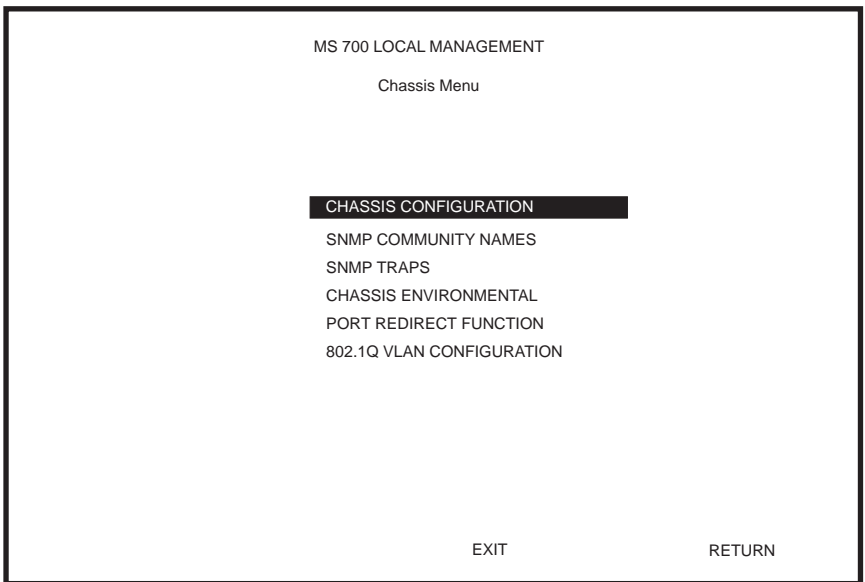 MS 700 LOCAL MANAGEMENT
Chassis Menu
CHASSIS CONFIGURATION
SNMP COMMUNITY NAMES
SNMP TRAPS
CHASSIS ENVIRONMENTAL
PORT REDIRECT FUNCTION
802.1Q VLAN CONFIGURATION
EXIT RETURN